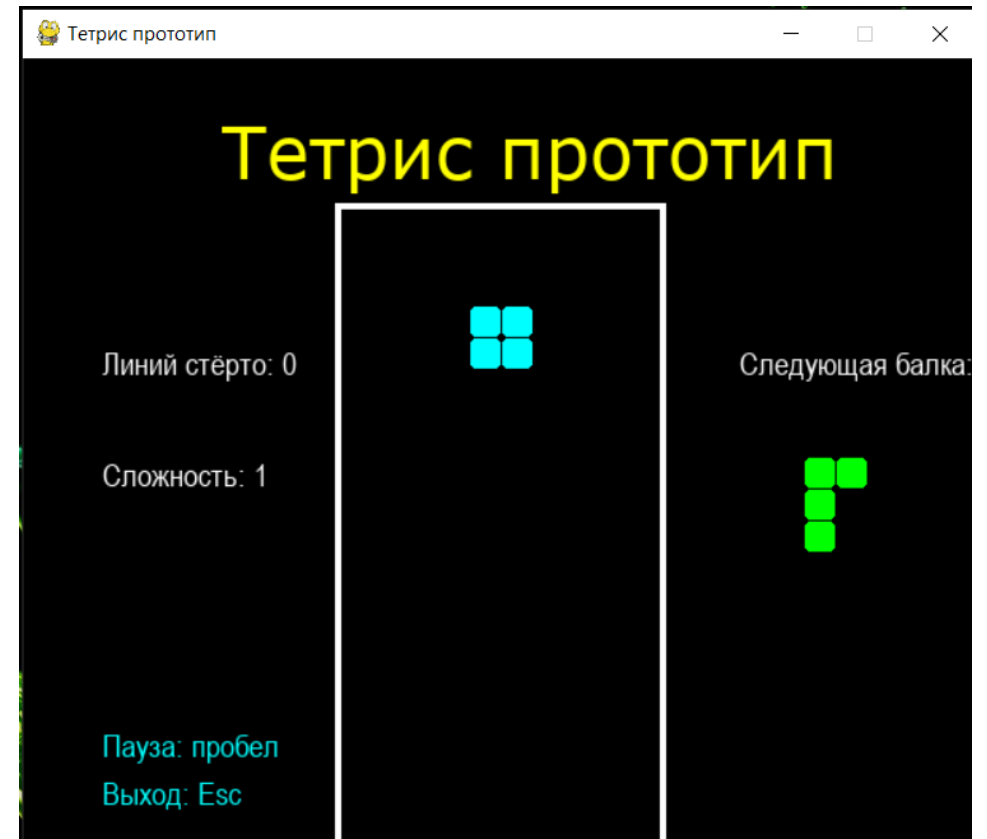 Тетрис прототип
Тетрис прототип
Линий стёрто: 0
Следующая балка:
Сложность: 1
Пауза: пробел
Выход: Esc